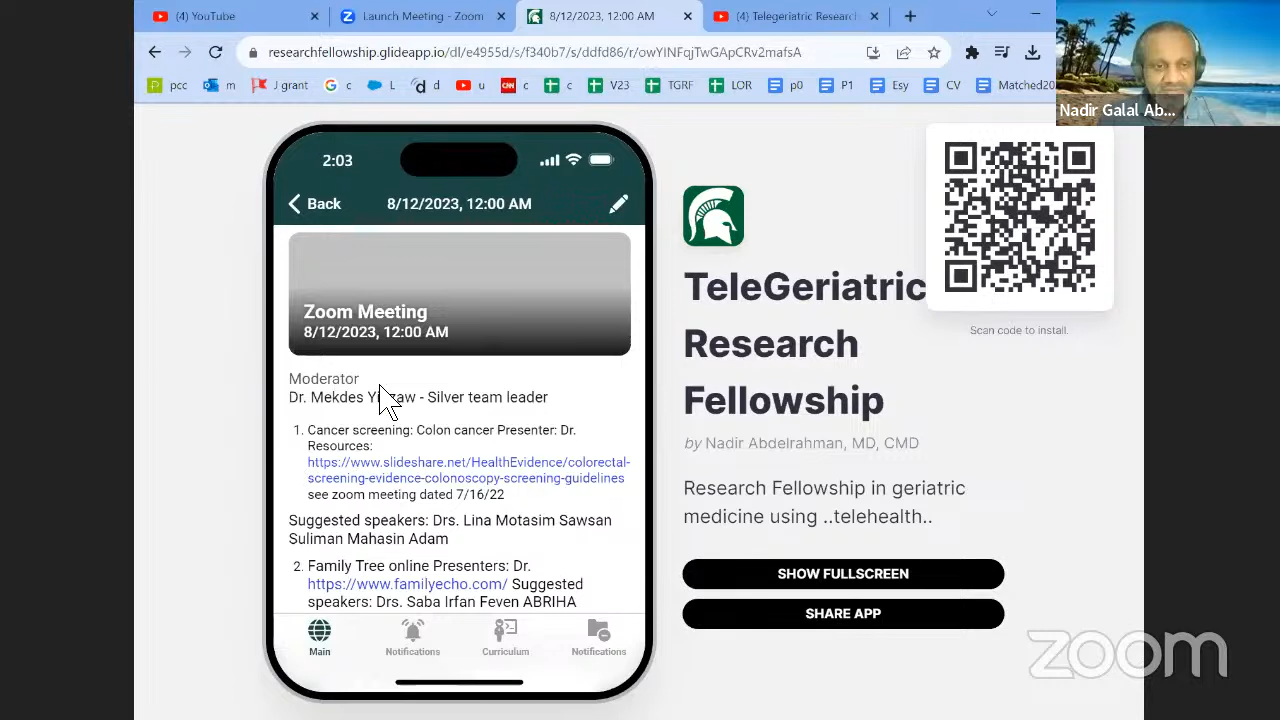 (4) YouTube
Launch Meeting - Zoom
8/12/2023, 12:00 AM
(4) Telegeriatric Research
researchfellowship.glideapp.io/dl/e4955d/s/f340b7/s/ddfd86/r/owYINFqjTwGApCRv2mafsA
pct
m
J grant
c
u
c
c
V23
TGRF
LOR
p0
P1
Esy
CV
Matched20
Nadir Galal Ab...
2:03
Back
8/12/2023, 12:00 AM
Zoom Meeting
8/12/2023, 12:00 AM
Moderator
Dr. Mekdes - Silver team leader
1. Cancer screening: Colon cancer Presenter: Dr.
Resources:
https://www.slideshare.net/HealthEvidence/colorectal-
screening-evidence-colonoscopy-screening-guidelines
see zoom meeting dated 7/16/22
Suggested speakers: Drs. Lina Motasim Sawsan
Suliman Mahasin Adam
2. Family Tree online Presenters: Dr.
https://www.familyecho.com/ Suggested
speakers: Drs. Saba Irfan Feven ABRIHA
Main
Notifications
Curriculum
Notifications
Scan code to install.
TeleGeriatric
Research
Fellowship
by Nadir Abdelrahman, MD, CMD
Research Fellowship in geriatric
medicine using ..telehealth..
SHOW FULLSCREEN
SHARE APP
zoom